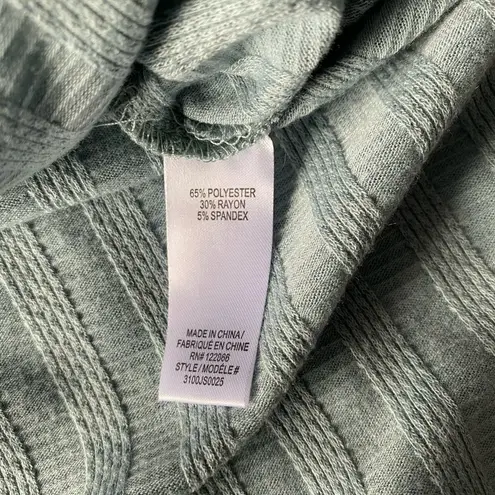 65% POLYESTER
30% RAYON
5% SPANDEX
MADE IN CHINA/
FABRIQUÉ EN CHINE
RN# 122066
STYLE / MODÈLE #
3100JS0025